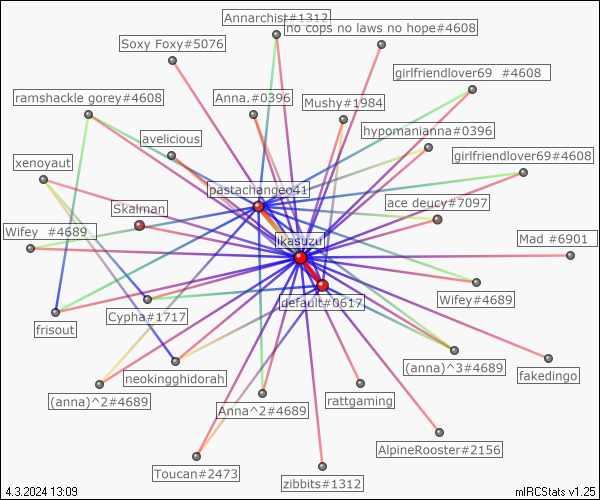 Annarchist#1312
no cops no laws no hope#4608
Soxy Foxy#5076
girlfriendlover69 #4608
ramshackle gorey#4608
Anna.#0396
Mushy#1984
hypomanianna#0396
avelicious
girlfriendlover69#4608
xenoyaut
pastachangeo41
ace deucy#7097
Skalman
Wifey #4689
ikasuzu
Mad #6901
default#0617
Wifey#4689
Cypha#1717
frisout
(anna)^3#4689
fakedingo
neokingghidorah
(anna)^2#4689
rattgaming
Anna^2#4689
AlpineRooster#2156
Toucan#2473
zibbits#1312
4.3.2024 13:09
mIRCStats v1.25